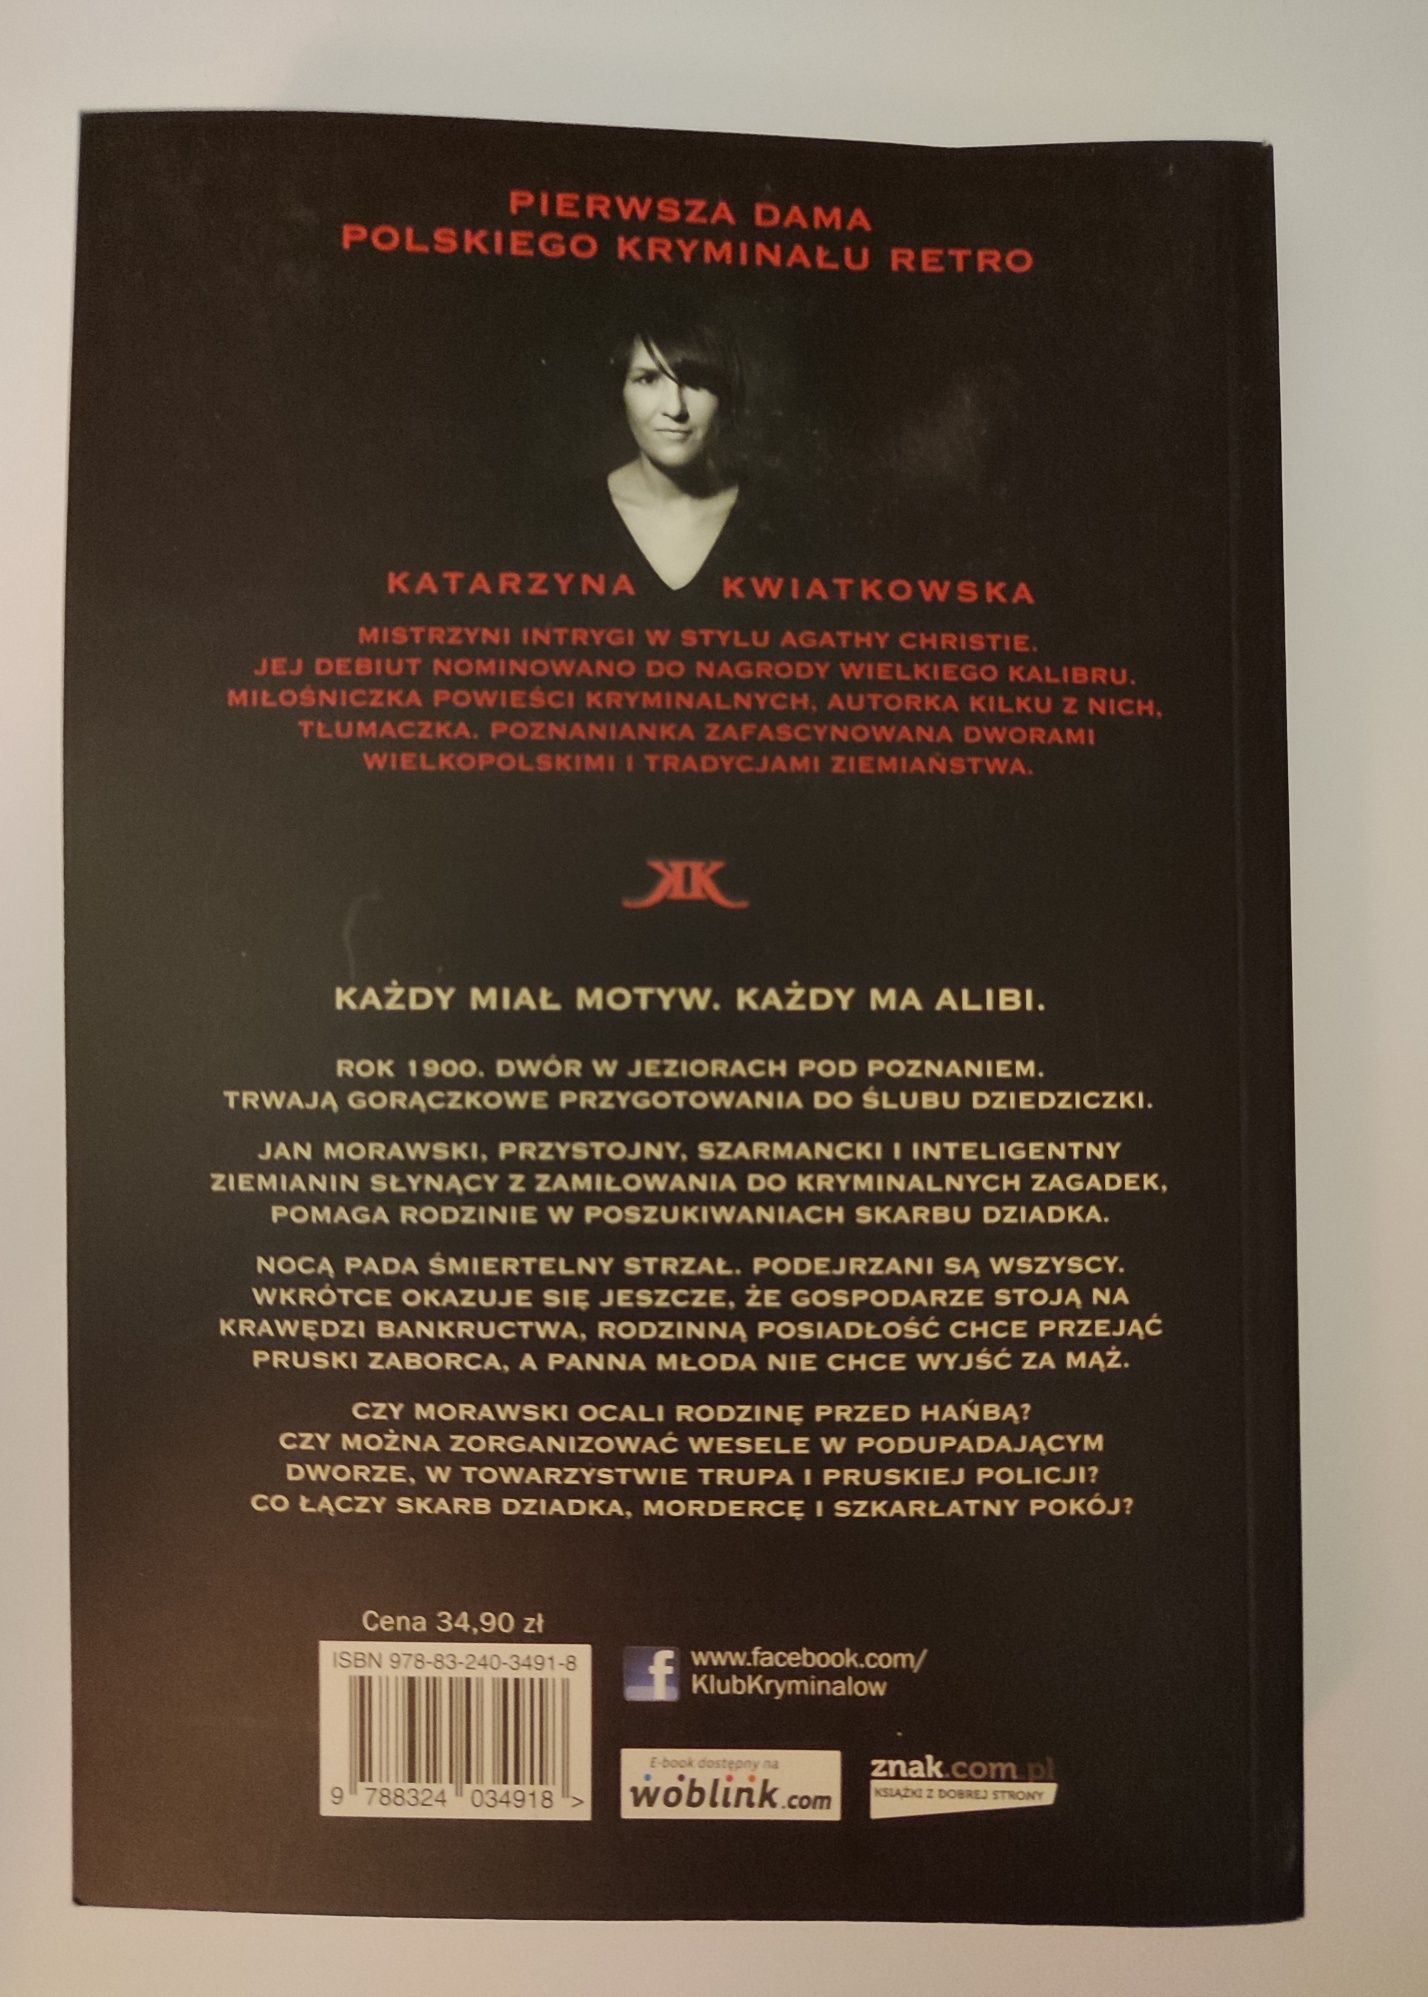 PIERWSZA DAMA
POLSKIEGO KRYMINAŁU RETRO
KATARZYNA KWIATKOWSKA
MISTRZYNI INTRYGI W STYLU AGATHY CHRISTIE.
JEJ DEBIUT NOMINOWANO DO NAGRODY WIELKIEGO KALIBRU.
MIŁOŚNICZKA POWIEŚCI KRYMINALNYCH, AUTORKA KILKU Z NICH,
TŁUMACZKA. POZNANIANKA ZAFASCYNOWANA DWORAMI
WIELKOPOLSKIMI I TRADYCJAMI ZIEMIAŃSTWA.
KK
KAŻDY MIAŁ MOTYW. KAŻDY MA ALIBI.
ROK 1900. DWÓR W JEZIORACH POD POZNANIEM.
TRWAJĄ GORĄCZKOWE PRZYGOTOWANIA DO ŚLUBU DZIEDZICZKI.
JAN MORAWSKI, PRZYSTOJNY, SZARMANCKI I INTELIGENTNY
ZIEMIANIN SŁYNĄCY Z ZAMIŁOWANIA DO KRYMINALNYCH ZAGADEK,
POMAGA RODZINIE W POSZUKIWANIACH SKARBU DZIADKA.
NOCĄ PADA ŚMIERTELNY STRZAŁ. PODEJRZANI SĄ WSZYSCY.
WKRÓTCE OKAZUJE SIĘ JESZCZE, ŻE GOSPODARZE STOJĄ NA
KRAWĘDZI BANKRUCTWA, RODZINNĄ POSIADŁOŚĆ CHCE PRZEJĄĆ
PRUSKI ZABORCA, A PANNA MŁODA NIE CHCE WYJŚĆ ZA MĄŻ.
CZY MORAWSKI OCALI RODZINĘ PRZED HAŃBĄ?
CZY MOŻNA ZORGANIZOWAĆ WESELE W PODUPADAJĄCYM
DWORZE, W TOWARZYSTWIE TRUPA I PRUSKIEJ POLICJI?
CO ŁĄCZY SKARB DZIADKA, MORDERCĘ I SZKARŁATNY POKÓJ?
Cena 34,90 zł
ISBN 978-83-240-3491-8
9 788324 034918 >
f www.facebook.com/
KlubKryminalow
E-book dostępny na
woblink.com
znak.com.pl
KSIĄŻKI Z DOBREJ STRONY